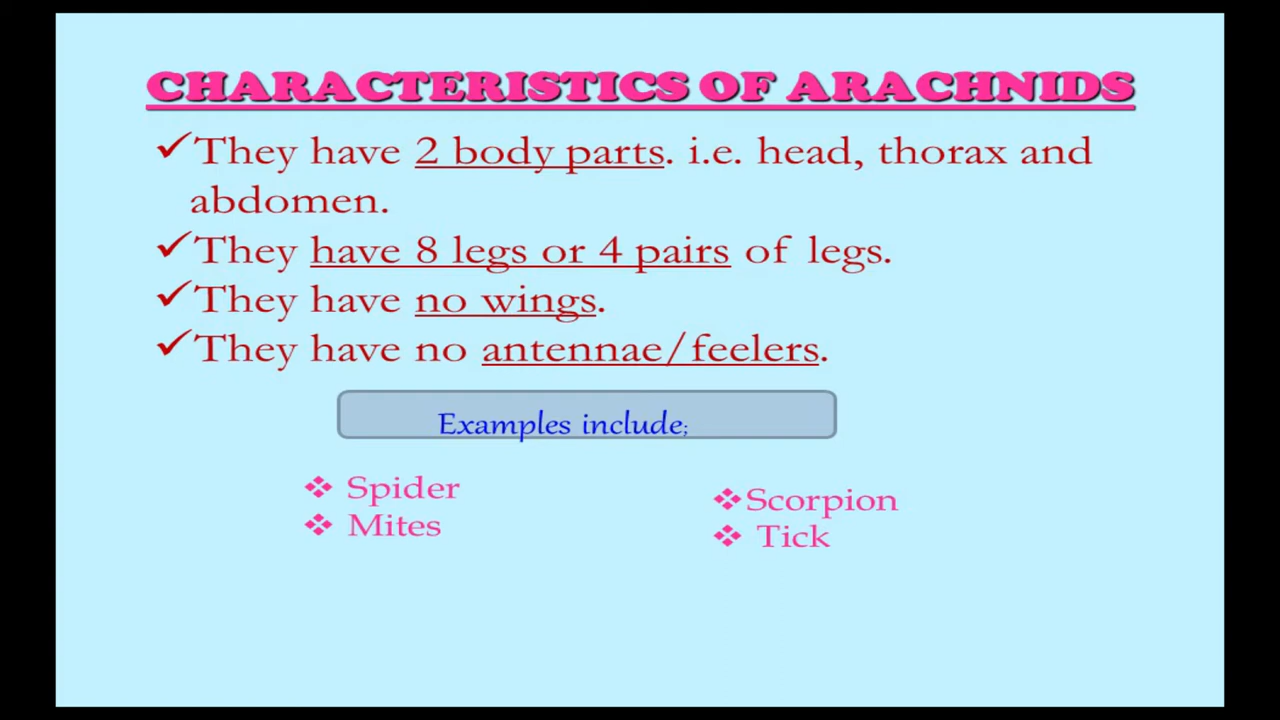 CHARACTERISTICS OF ARACHNIDS
They have 2 body parts. i.e. head, thorax and
abdomen.
They have 8 legs or 4 pairs of legs.
They have no wings.
They have no antennae/feelers.
Examples include;
Spider
Mites
Scorpion
Tick